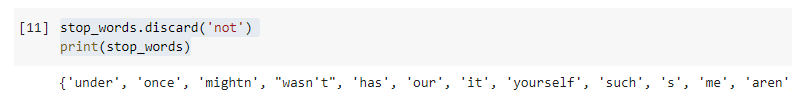 [11] stop_words.discard('not')
print(stop_words)
{'under', 'once', 'mightn', "wasn't", 'has', 'our', 'it', 'yourself', 'such', 's', 'me', 'aren'